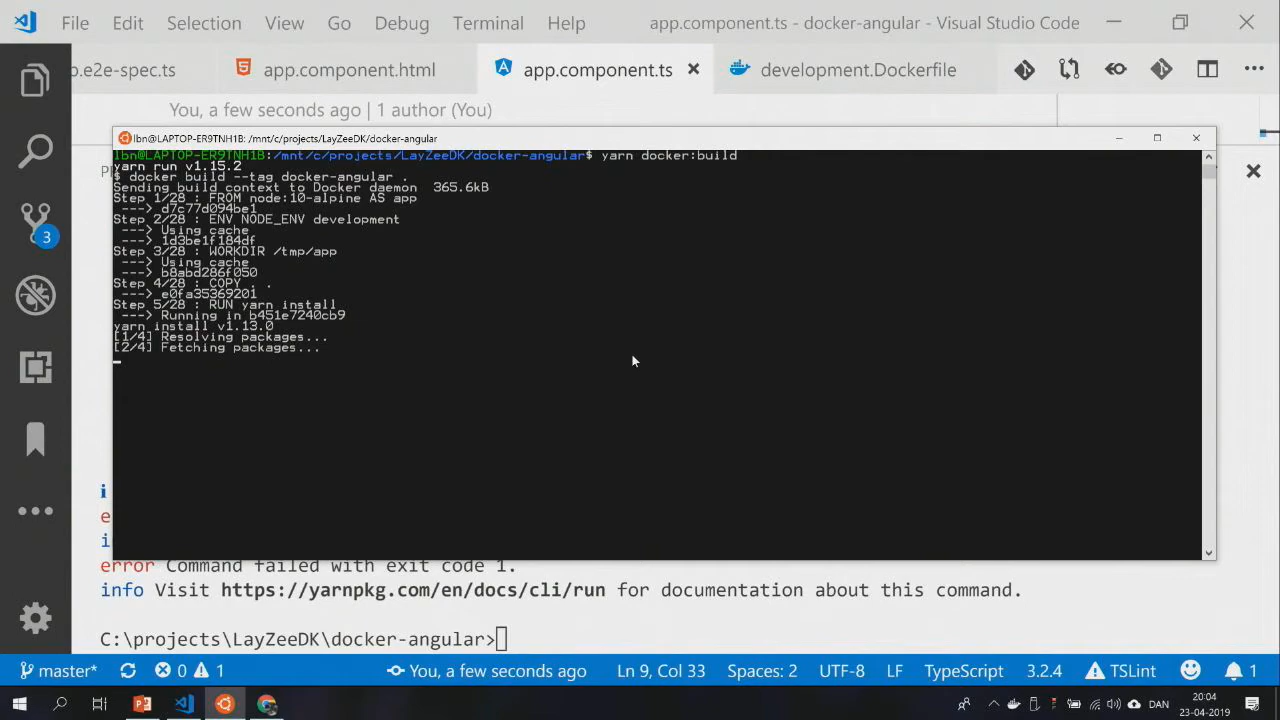 File Edit Selection View Go Debug Terminal Help app.component.ts - docker-angular - Visual Studio Code
p.e2e-spec.ts app.component.html app.component.ts development.Dockerfile
You, a few seconds ago | 1 author (You)
lbn@LAPTOP-ER9TNH1B: /mnt/c/projects/LayZeeDK/docker-angular
lbn@LAPTOP-ER9TNH1B:/mnt/c/projects/LayZeeDK/docker-angular$ yarn docker:build
yarn run v1.15.2
$ docker build --tag docker-angular .
Sending build context to Docker daemon 365.6kB
Step 1/28 : FROM node:10-alpine AS app
---> d7c77d094be1
Step 2/28 : ENV NODE_ENV development
---> Using cache
---> 1d3be1f184df
Step 3/28 : WORKDIR /tmp/app
---> Using cache
---> b8abd286f050
Step 4/28 : COPY . .
---> e0fa35369201
Step 5/28 : RUN yarn install
---> Running in b451e7240cb9
yarn install v1.13.0
[1/4] Resolving packages...
[2/4] Fetching packages...
3
error Command failed with exit code 1.
info Visit https://yarnpkg.com/en/docs/cli/run for documentation about this command.
C:\projects\LayZeeDK\docker-angular>
master* 0 1 You, a few seconds ago Ln 9, Col 33 Spaces: 2 UTF-8 LF TypeScript 3.2.4 TSLint 1
DAN 20:04
23-04-2019